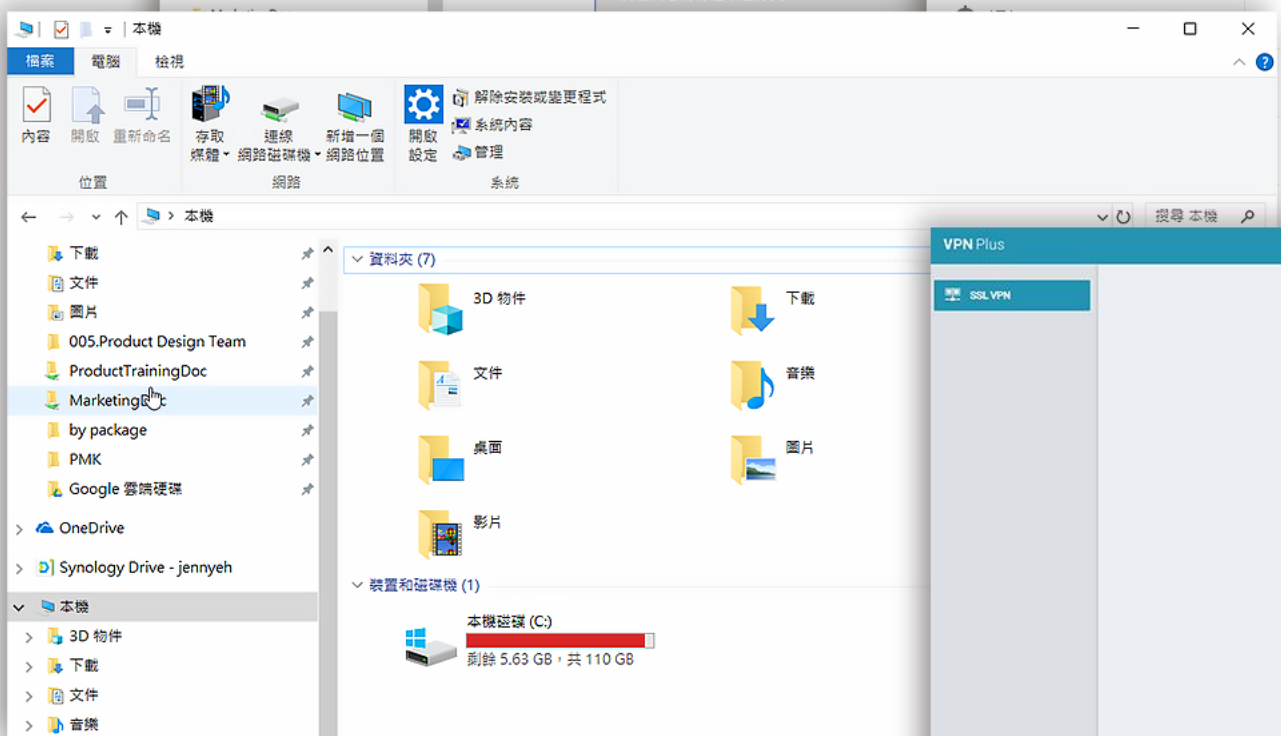 本機
檔案 電腦 檢視
內容 開啟 重新命名 存取 媒體 連線 網路磁碟機 新增一個 網路位置 開啟 設定 解除安裝或變更程式
系統內容
管理
位置 網路 系統
本機 搜尋 本機
VPN Plus
SSL VPN
下載
文件
圖片
005.Product Design Team
ProductTrainingDoc
by package
PMK
Google 雲端硬碟
OneDrive
Synology Drive - jennyeh
本機
3D 物件
下載
文件
音樂
資料夾 (7)
3D 物件 下載
文件 音樂
桌面 圖片
影片
裝置和磁碟機 (1)
本機磁碟 (C:)
剩餘 5.63 GB，共 110 GB